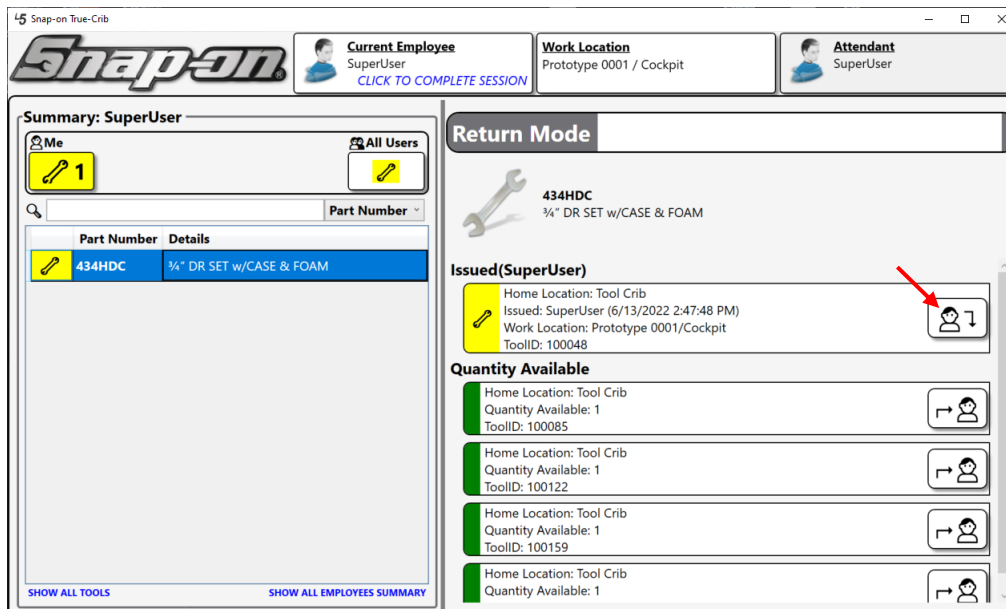 Snap-on True-Crib
Snap-on
Current Employee
SuperUser
CLICK TO COMPLETE SESSION
Work Location
Prototype 0001 / Cockpit
Attendant
SuperUser
Summary: SuperUser
Me
All Users
1
Part Number
Part Number Details
434HDC ¾" DR SET w/CASE & FOAM
SHOW ALL TOOLS
SHOW ALL EMPLOYEES SUMMARY
Return Mode
434HDC
¾" DR SET w/CASE & FOAM
Issued(SuperUser)
Home Location: Tool Crib
Issued: SuperUser (6/13/2022 2:47:48 PM)
Work Location: Prototype 0001/Cockpit
ToolID: 100048
Quantity Available
Home Location: Tool Crib
Quantity Available: 1
ToolID: 100085
Home Location: Tool Crib
Quantity Available: 1
ToolID: 100122
Home Location: Tool Crib
Quantity Available: 1
ToolID: 100159
Home Location: Tool Crib
Quantity Available: 1